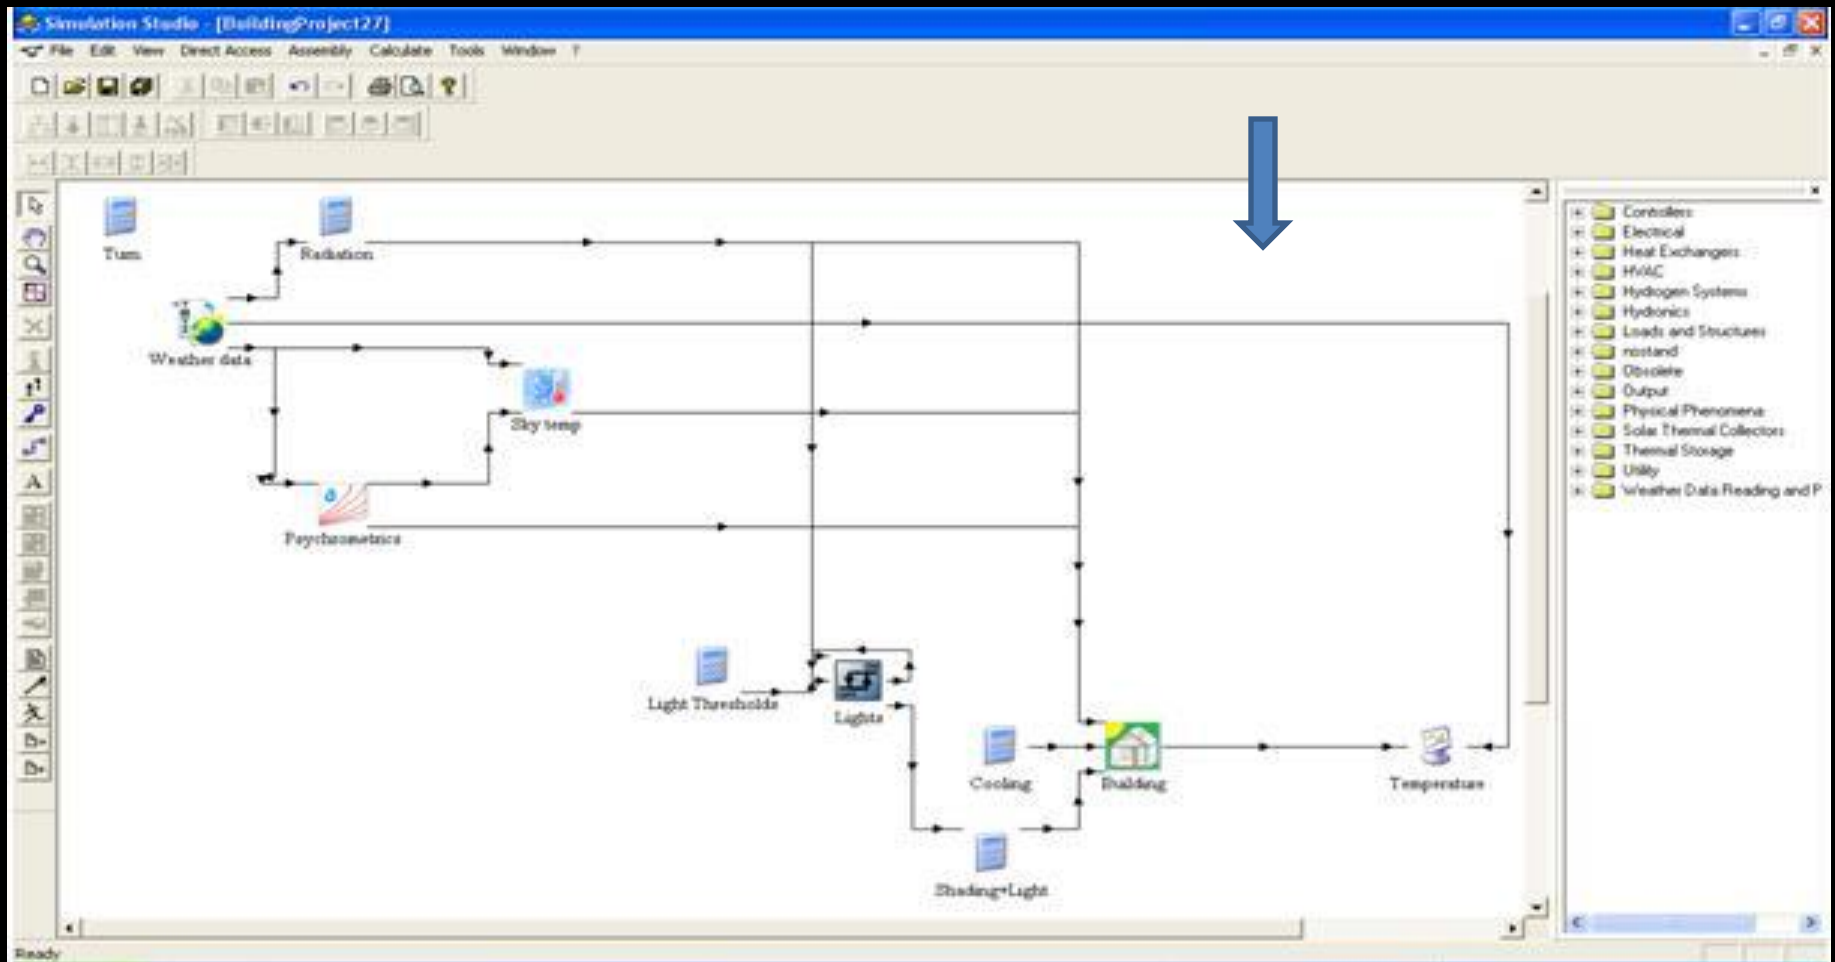 Simulation Studio - [BuildingProject27]
File Edit View Direct Access Assembly Calculate Tools Window ?
Turn
Radiation
Weather data
Sky temp
Psychrometrics
Light Thresholds
Lights
Cooling
Building
Temperature
Shading+Light
Controllers
Electrical
Heat Exchangers
HVAC
Hydrogen Systems
Hydronics
Loads and Structures
nostand
Obsolete
Output
Physical Phenomena
Solar Thermal Collectors
Thermal Storage
Utility
Weather Data Reading and P
Ready